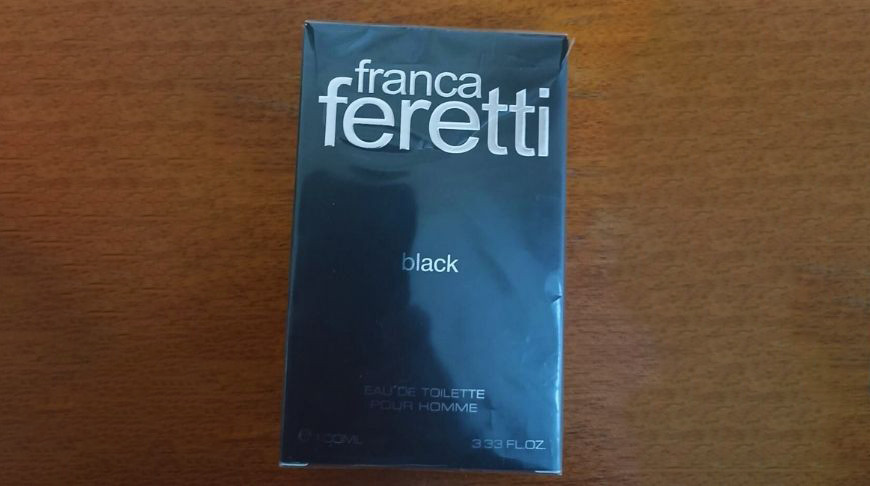 franca
feretti
black
EAU DE TOILETTE
POUR HOMME
e 100ML 3.33 FL.OZ.